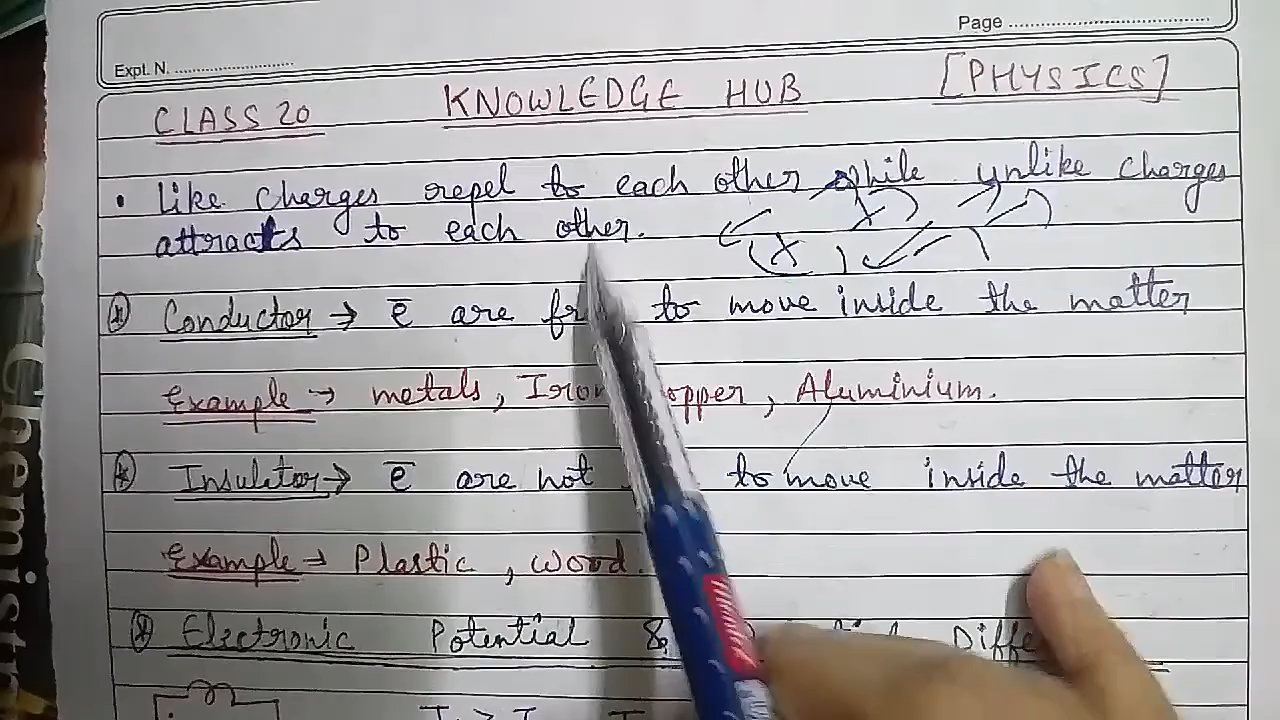 Page
Expt. N.
CLASS 20 KNOWLEDGE HUB [PHYSICS]
• Like Charges repel to each other while unlike charges
attracts to each other.
Conductor → e̅ are to move inside the matter
Example → metals, Iron, Aluminium.
Insulator → e̅ are not to move inside the matter
Example → Plastic, wood.
Electronic Potential &